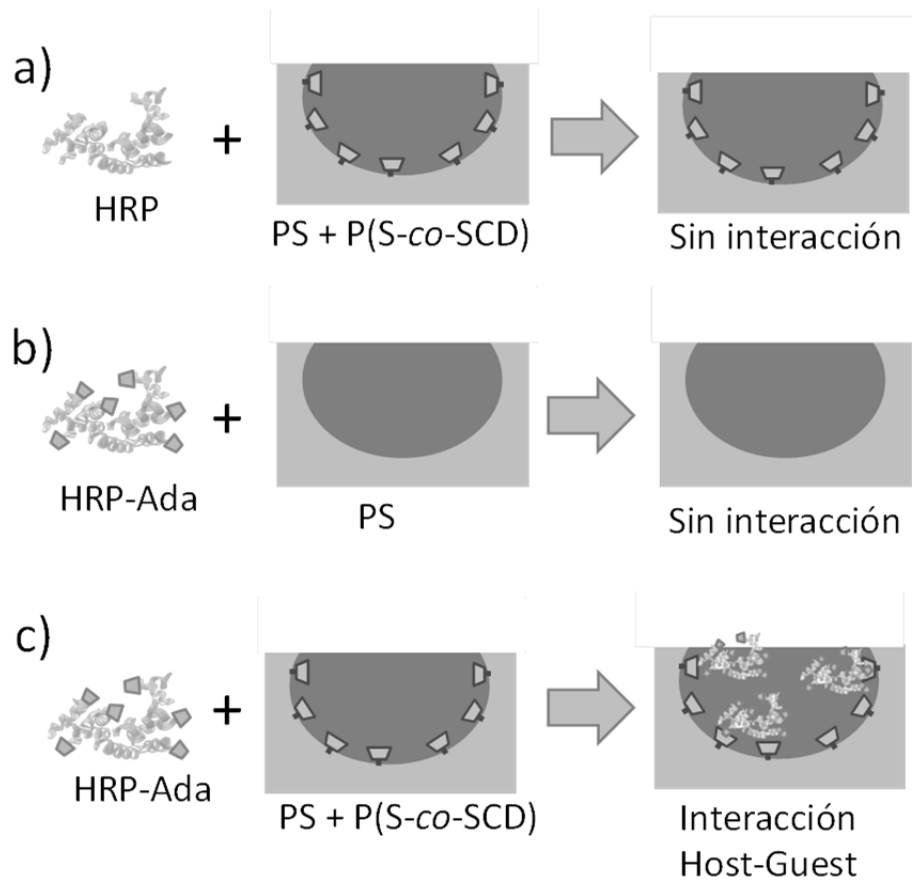 a)
+
HRP
PS + P(S-co-SCD)
Sin interacción
b)
+
HRP-Ada
PS
Sin interacción
c)
+
HRP-Ada
PS + P(S-co-SCD)
Interacción
Host-Guest